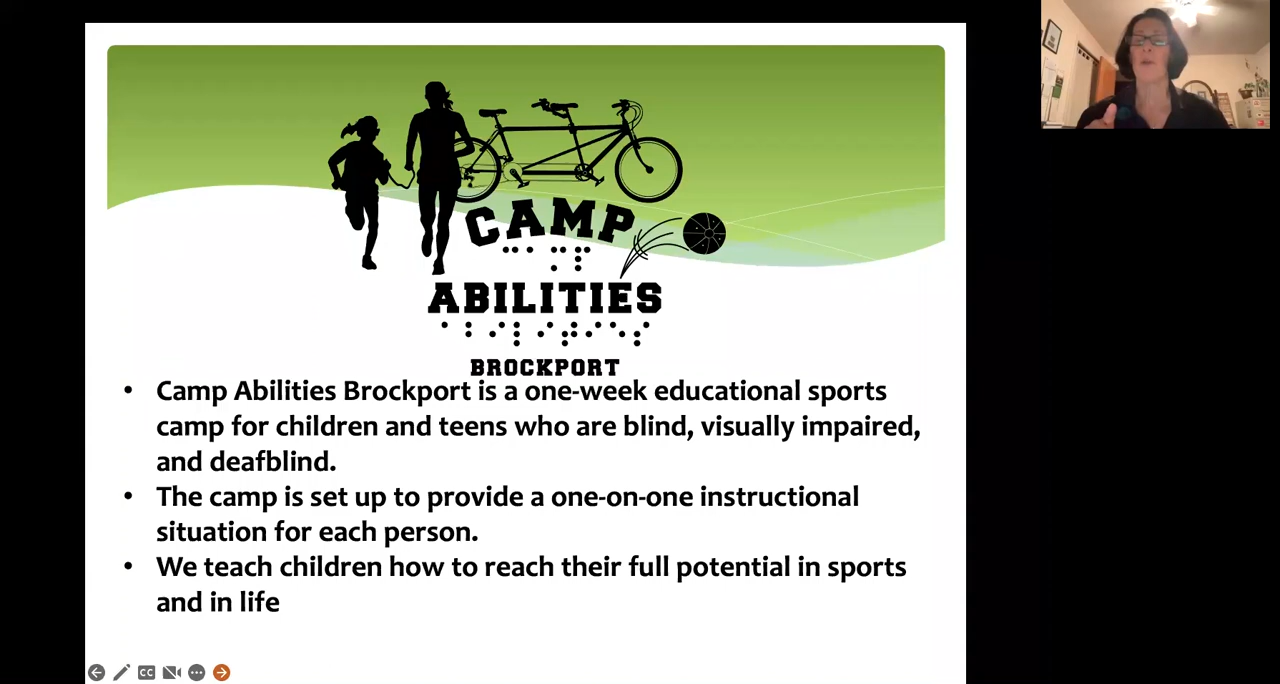 CAMP
ABILITIES
BROCKPORT
• Camp Abilities Brockport is a one-week educational sports
camp for children and teens who are blind, visually impaired,
and deafblind.
• The camp is set up to provide a one-on-one instructional
situation for each person.
• We teach children how to reach their full potential in sports
and in life
CC